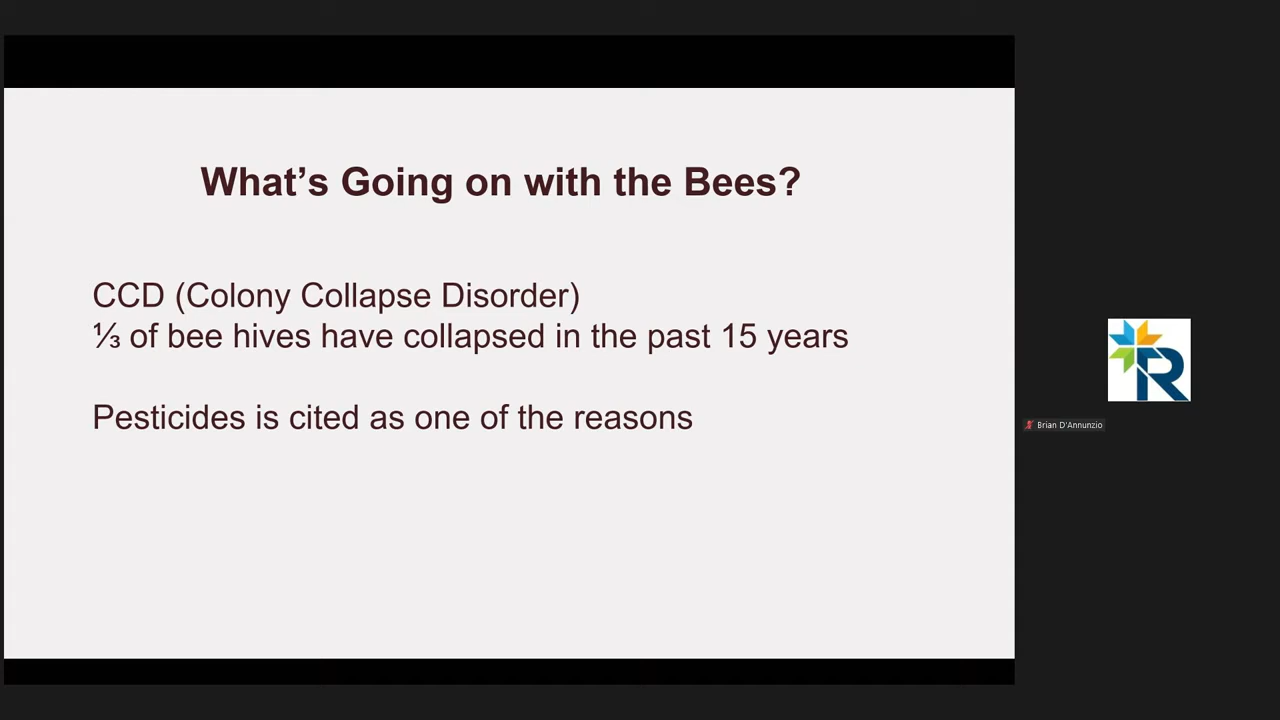 What’s Going on with the Bees?
CCD (Colony Collapse Disorder)
⅓ of bee hives have collapsed in the past 15 years
Pesticides is cited as one of the reasons
R
Brian D'Annunzio